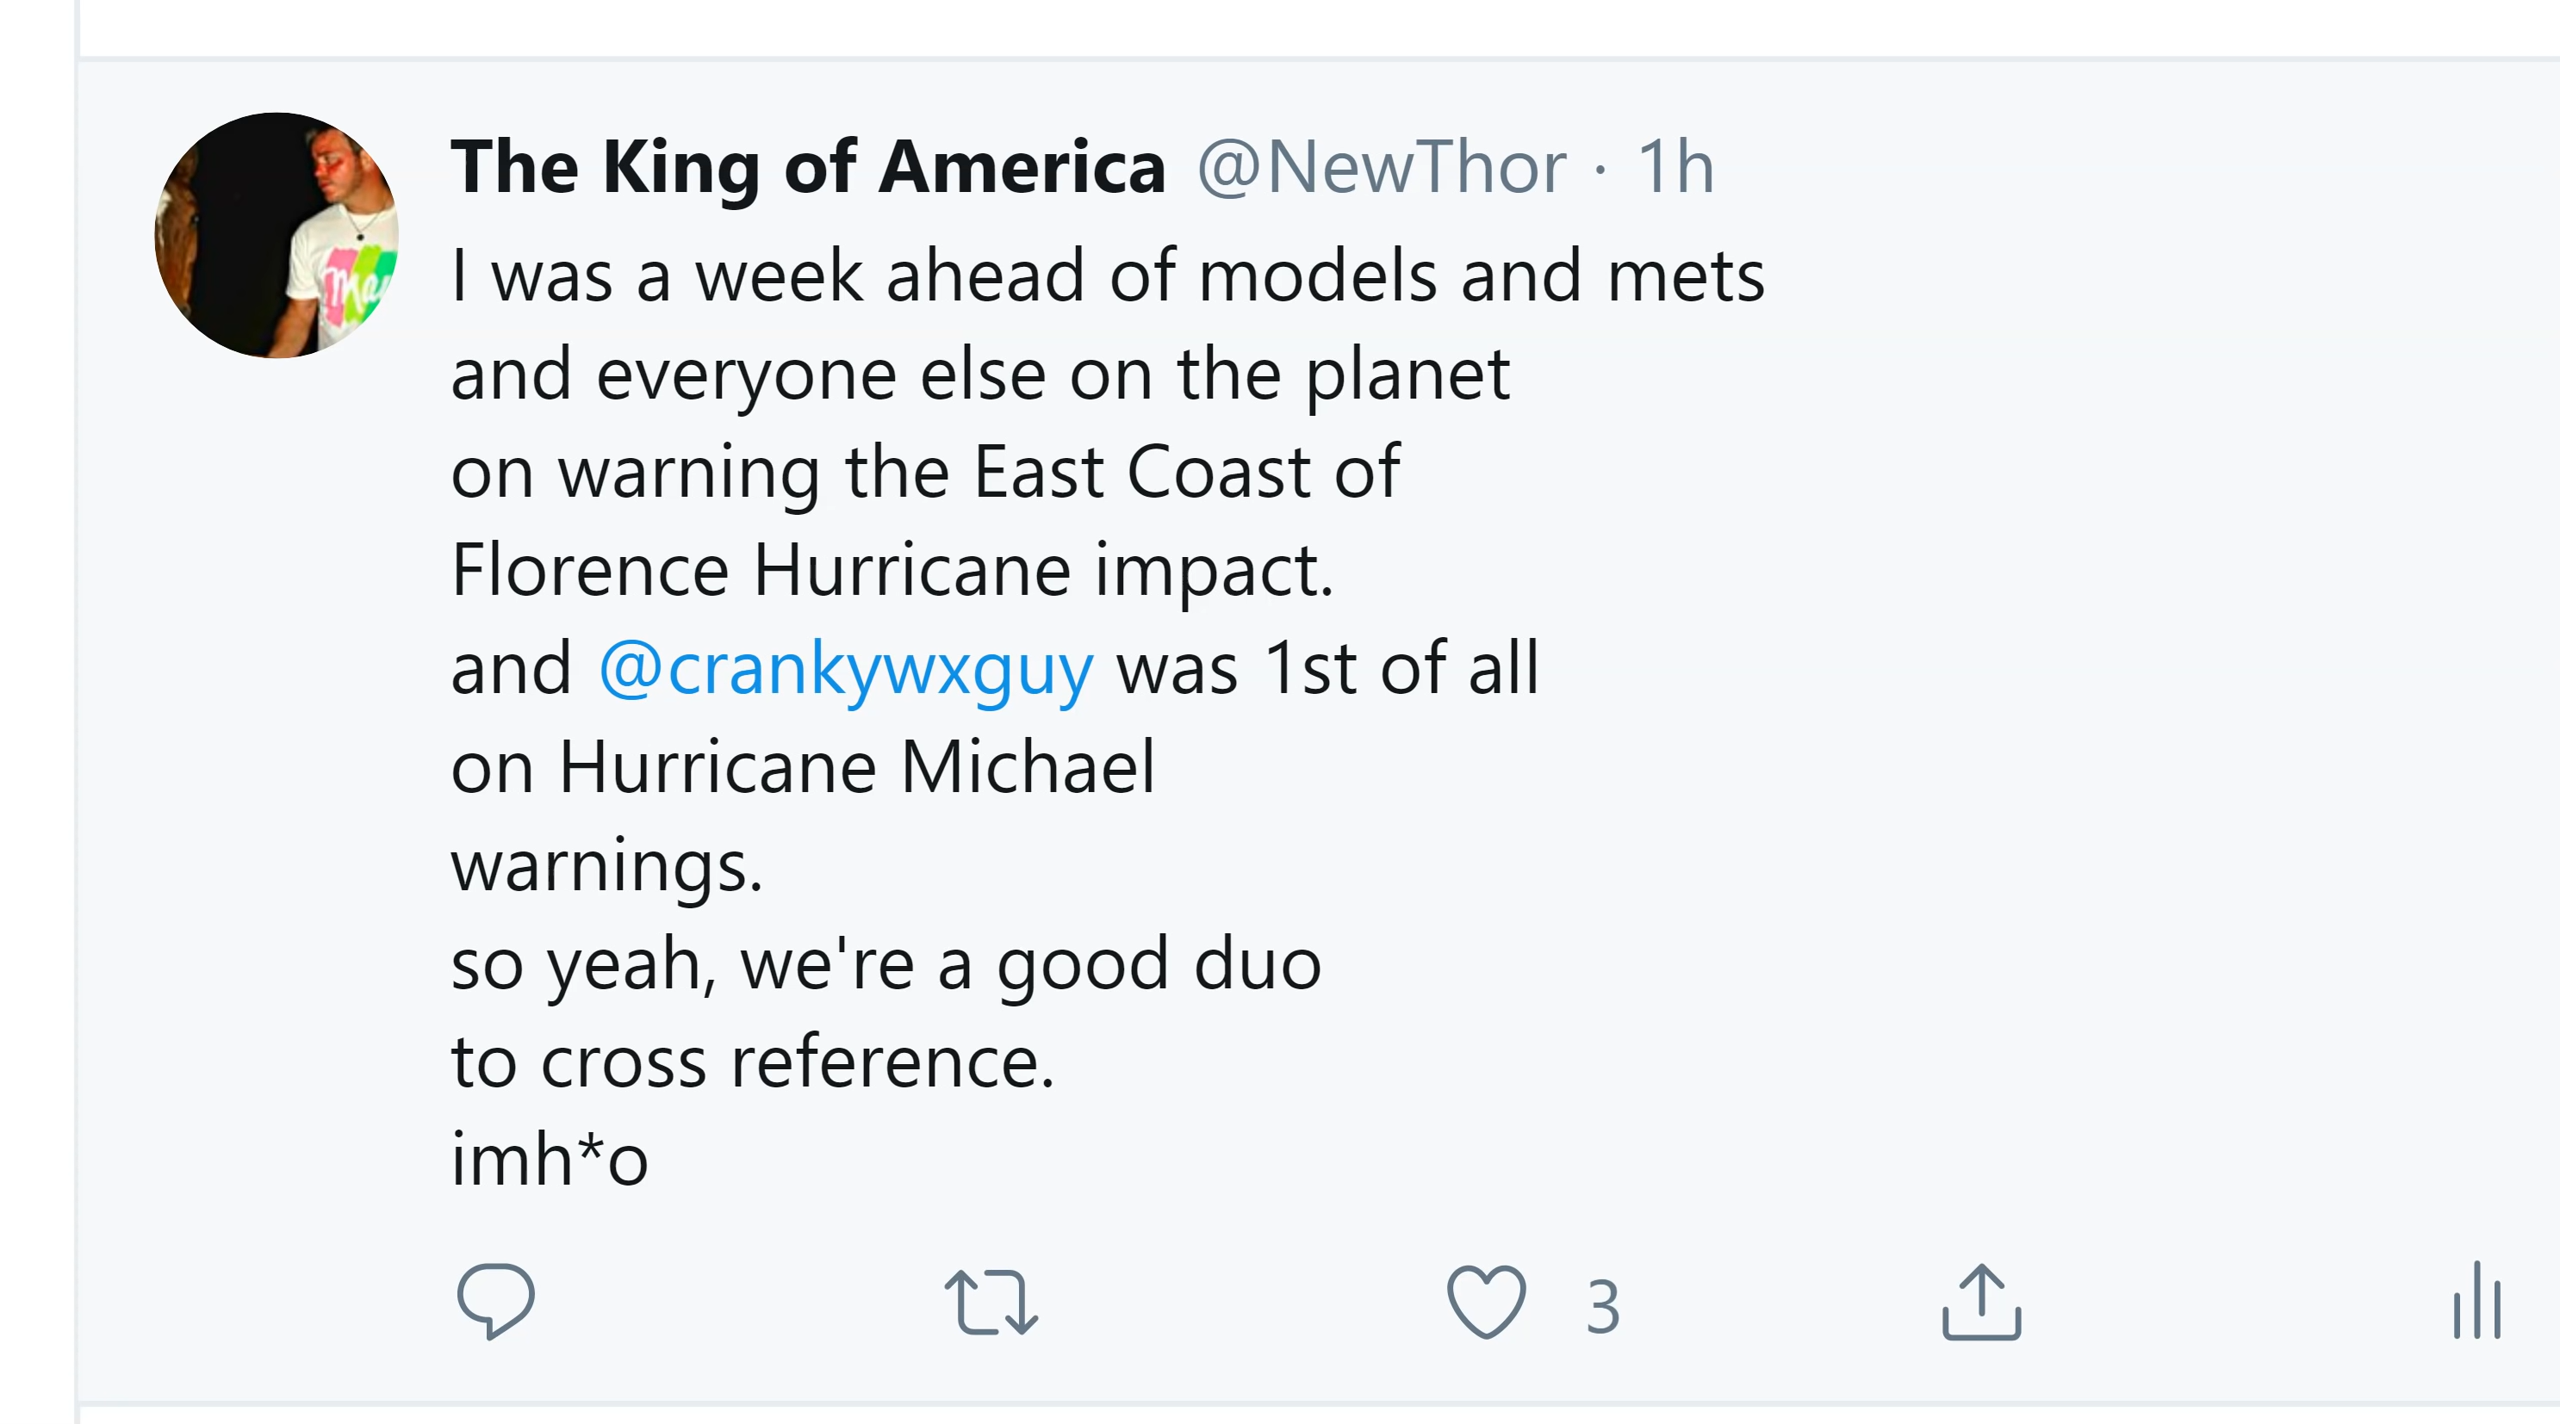 The King of America @NewThor · 1h
I was a week ahead of models and mets
and everyone else on the planet
on warning the East Coast of
Florence Hurricane impact.
and @crankywxguy was 1st of all
on Hurricane Michael
warnings.
so yeah, we're a good duo
to cross reference.
imh*o
3